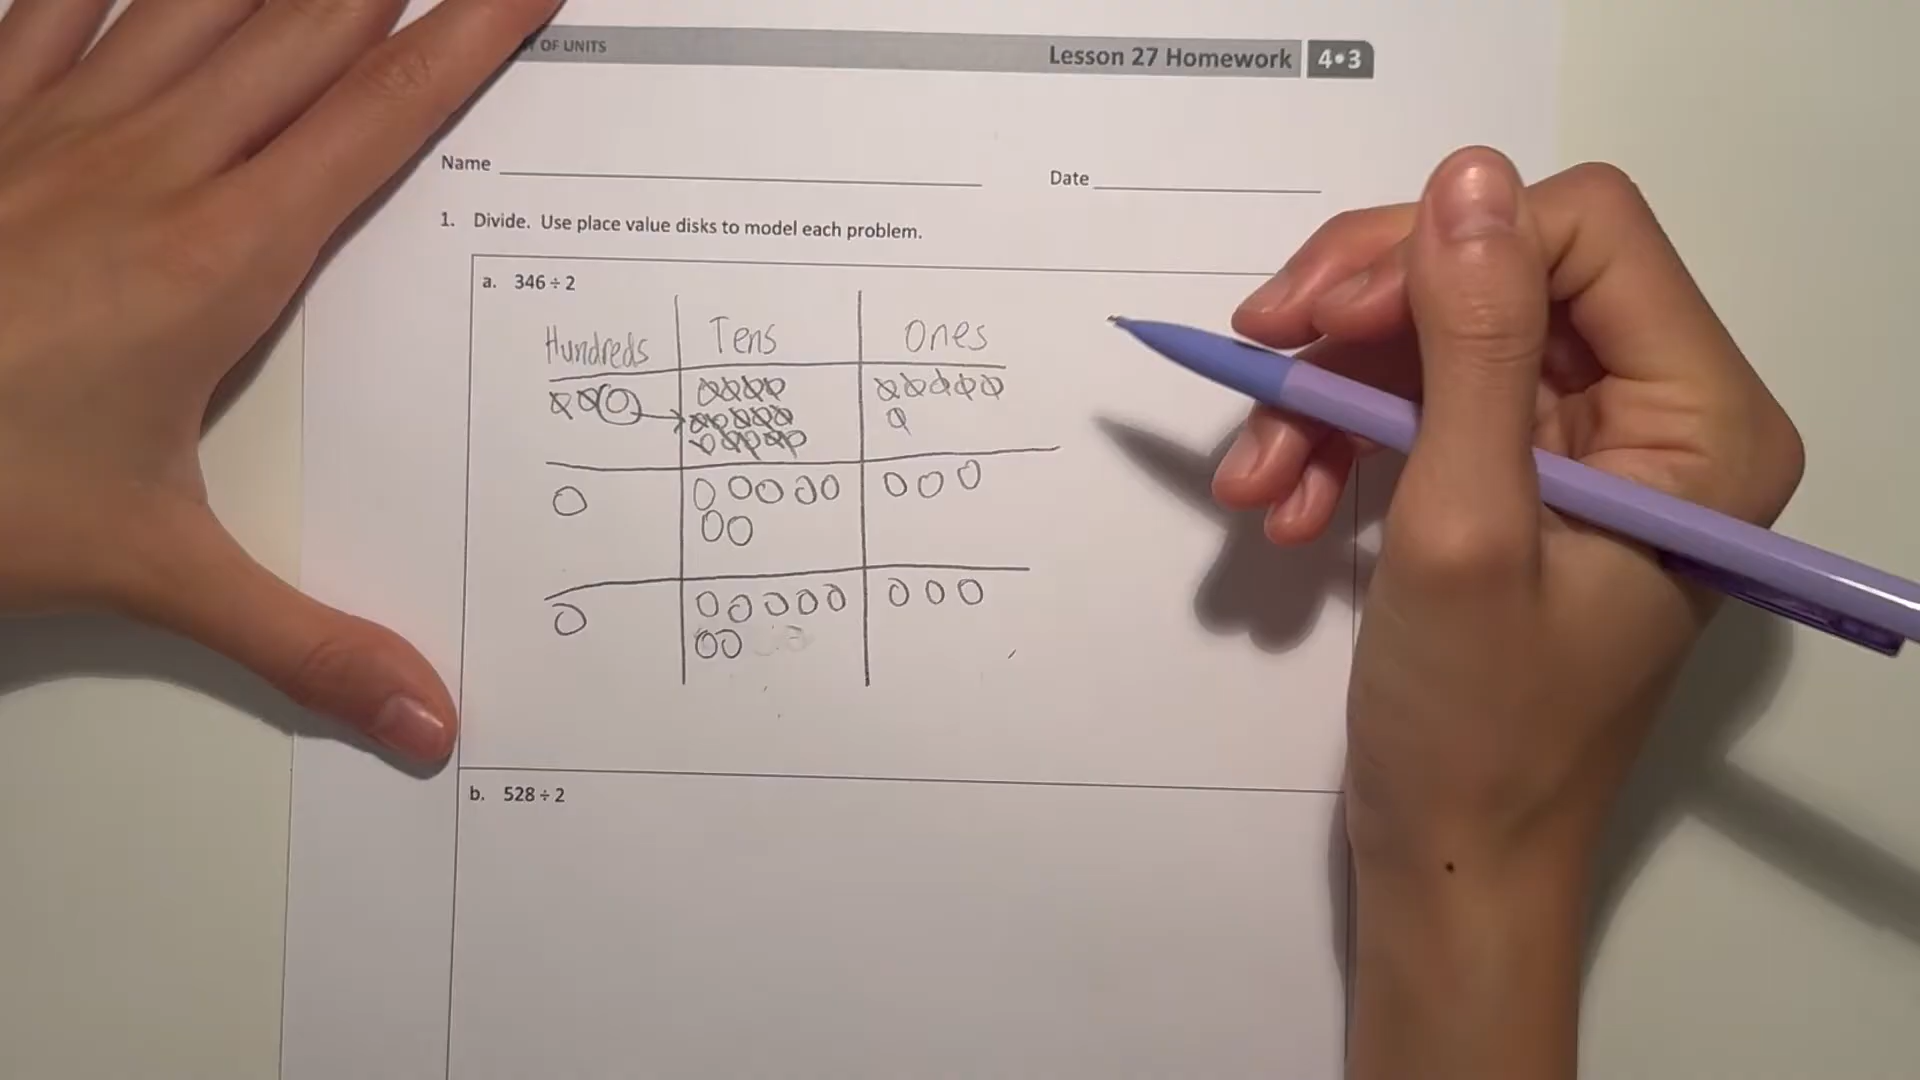 OF UNITS
Lesson 27 Homework 4•3
Name
Date
1. Divide. Use place value disks to model each problem.
a. 346 ÷ 2
Hundreds Tens Ones
b. 528 ÷ 2